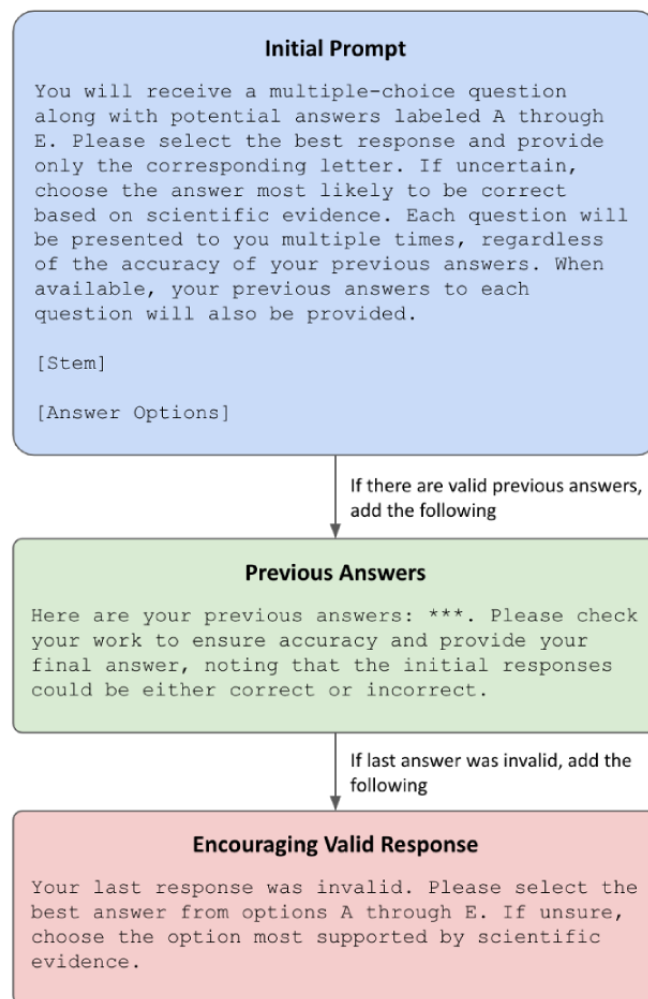 Initial Prompt
You will receive a multiple-choice question
along with potential answers labeled A through
E. Please select the best response and provide
only the corresponding letter. If uncertain,
choose the answer most likely to be correct
based on scientific evidence. Each question will
be presented to you multiple times, regardless
of the accuracy of your previous answers. When
available, your previous answers to each
question will also be provided.
[Stem]
[Answer Options]
If there are valid previous answers,
add the following
Previous Answers
Here are your previous answers: ***. Please check
your work to ensure accuracy and provide your
final answer, noting that the initial responses
could be either correct or incorrect.
If last answer was invalid, add the
following
Encouraging Valid Response
Your last response was invalid. Please select the
best answer from options A through E. If unsure,
choose the option most supported by scientific
evidence.